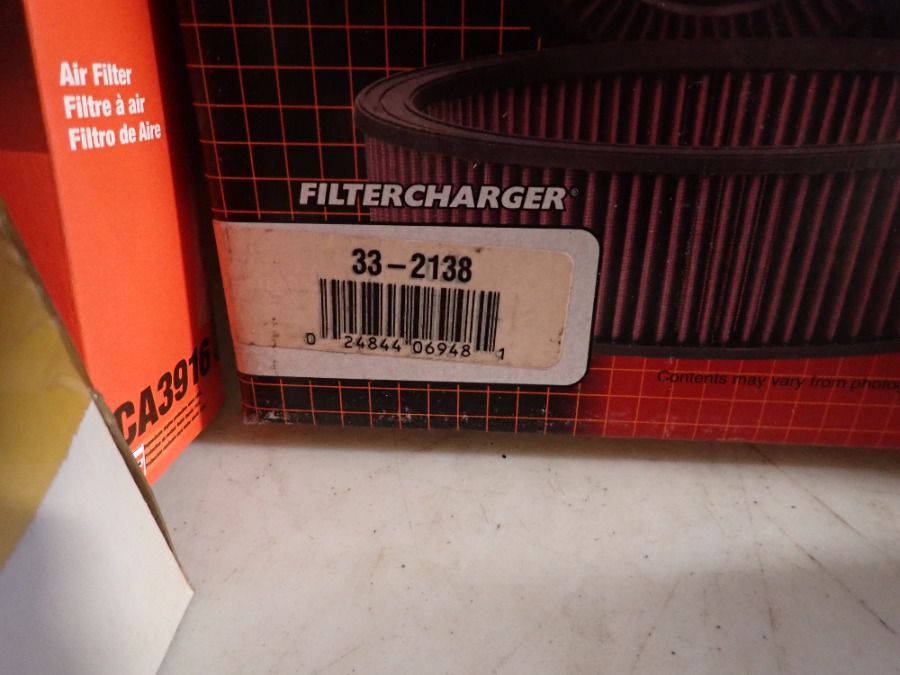 Air Filter
Filtre à air
Filtro de Aire
CA3916
FILTERCHARGER®
33-2138
0 24844 06948 1
Contents may vary from photo